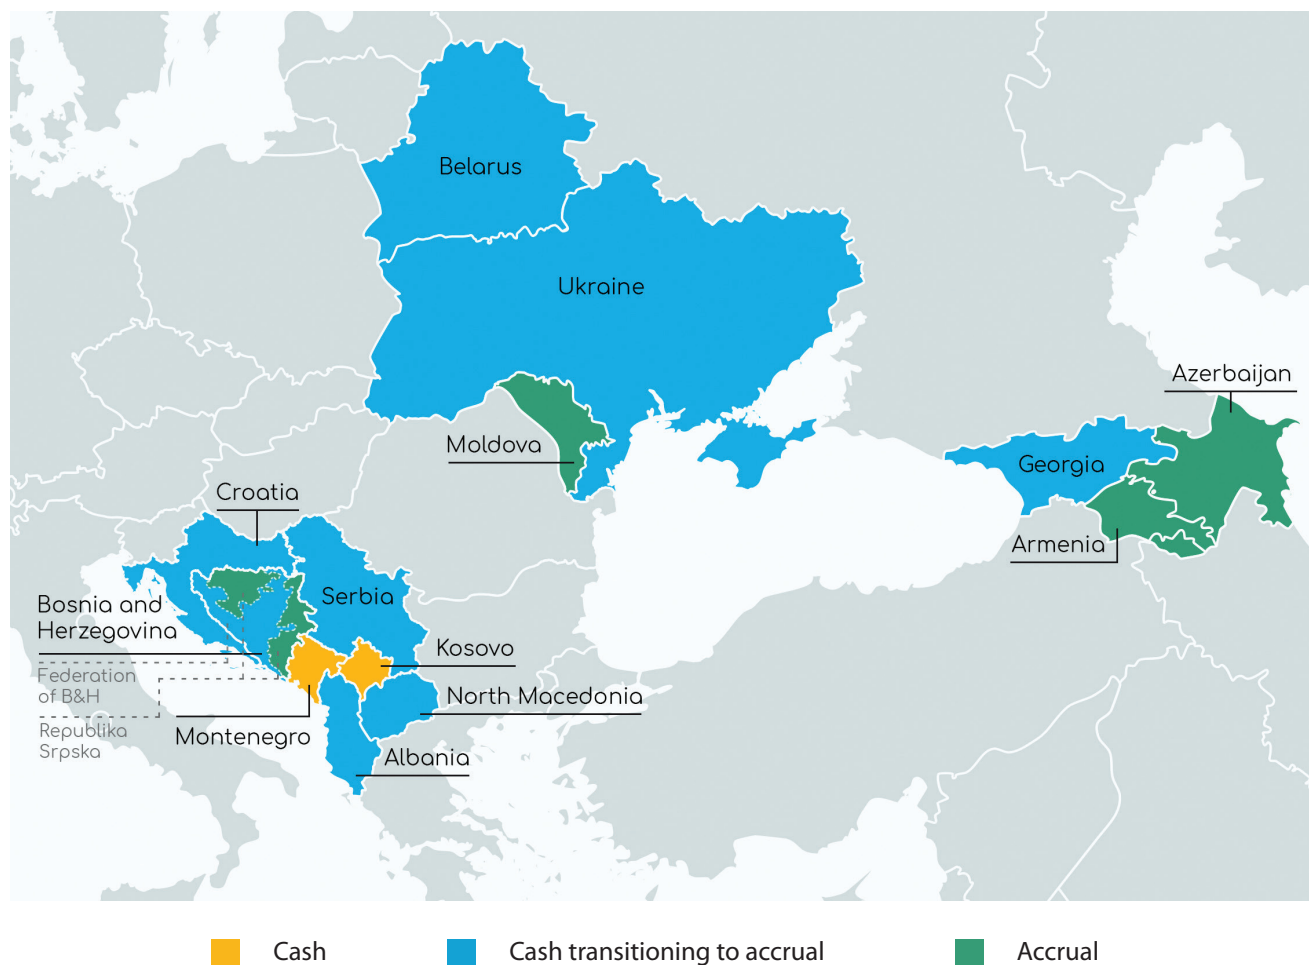 Belarus
Ukraine
Azerbaijan
Moldova
Georgia
Croatia
Armenia
Bosnia and
Herzegovina
Serbia
Kosovo
Federation
of B&H
North Macedonia
Republika
Srpska
Montenegro
Albania
Cash
Cash transitioning to accrual
Accrual